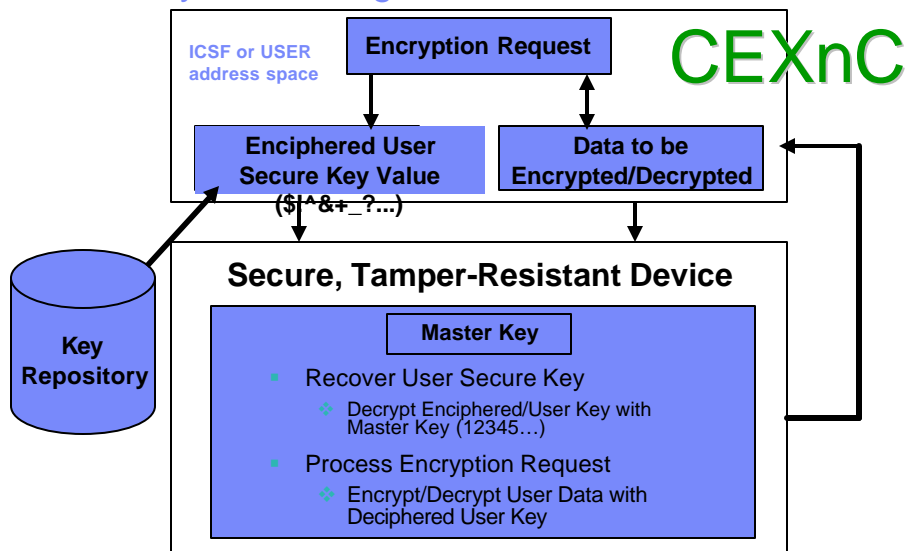 ICSF or USER
address space
Encryption Request
CEXnC
Enciphered User
Secure Key Value
($!^&+_?...)
Data to be
Encrypted/Decrypted
Secure, Tamper-Resistant Device
Key
Repository
Master Key
Recover User Secure Key
Decrypt Enciphered/User Key with
Master Key (12345…)
Process Encryption Request
Encrypt/Decrypt User Data with
Deciphered User Key